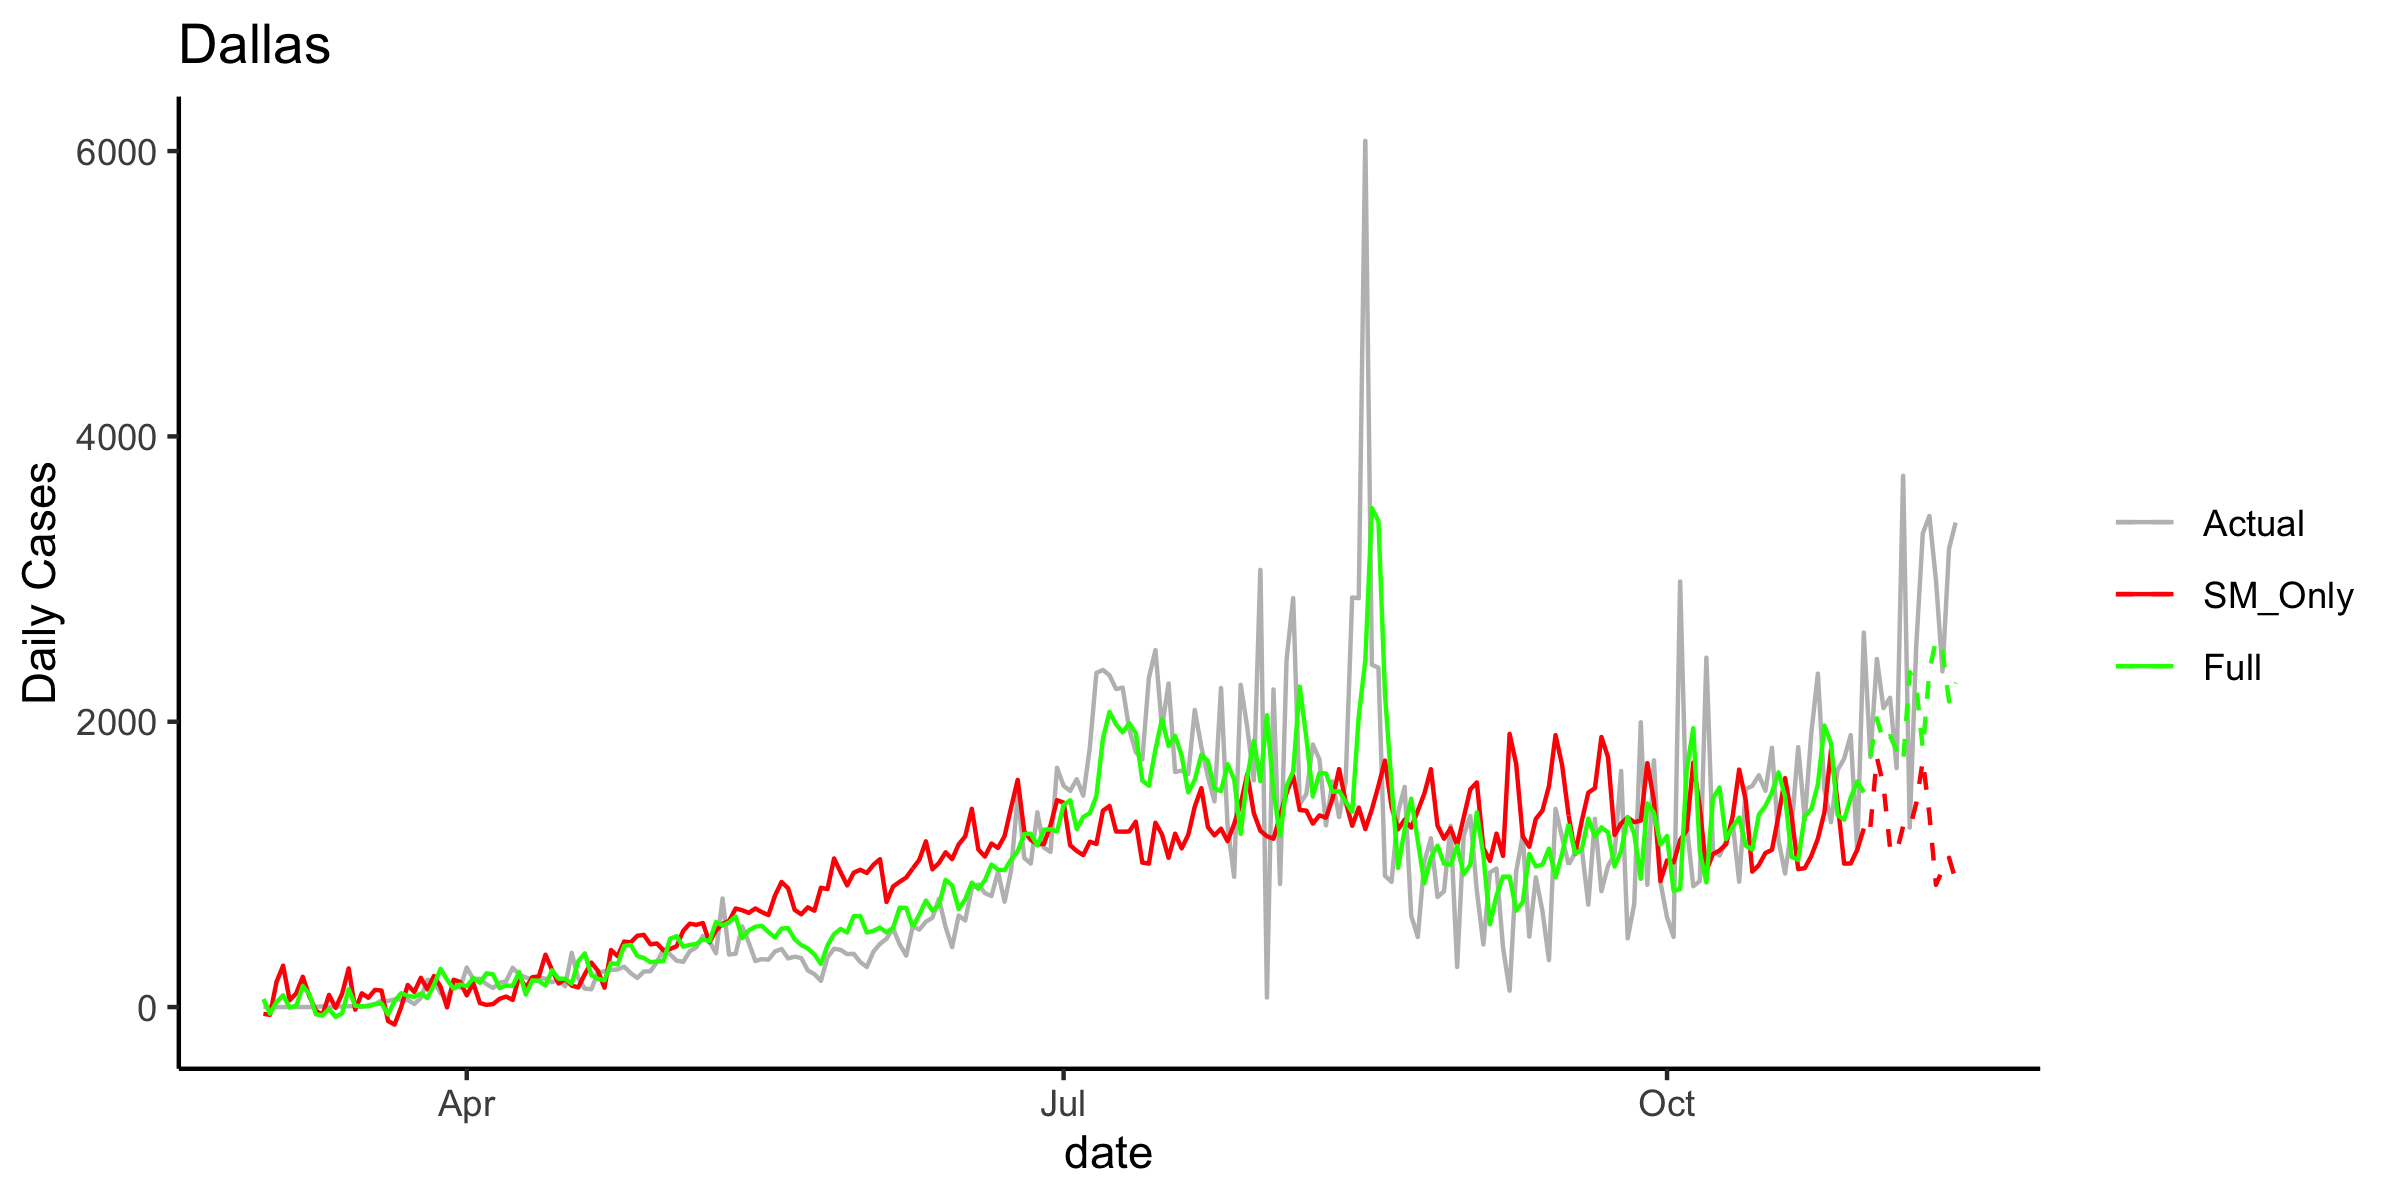 Dallas
6000
4000
2000
0
Daily Cases
Apr
Jul
Oct
date
Actual
SM_Only
Full